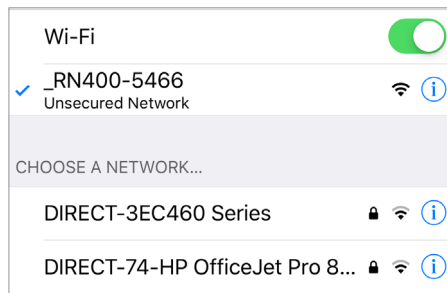 Wi-Fi
_RN400-5466
Unsecured Network
CHOOSE A NETWORK...
DIRECT-3EC460 Series
DIRECT-74-HP OfficeJet Pro 8...